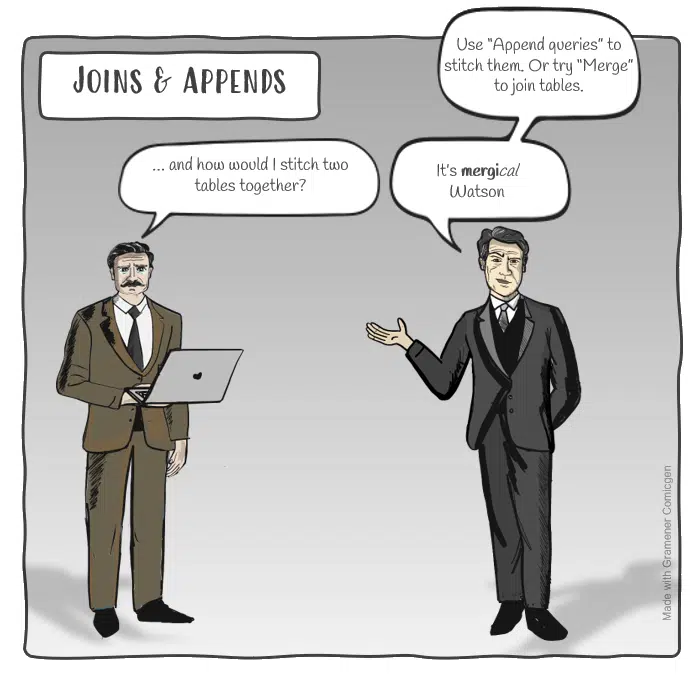 JOINS & APPENDS
... and how would I stitch two
tables together?
Use "Append queries" to
stitch them. Or try "Merge"
to join tables.
It's mergical
Watson
Made with Gramener Comicgen